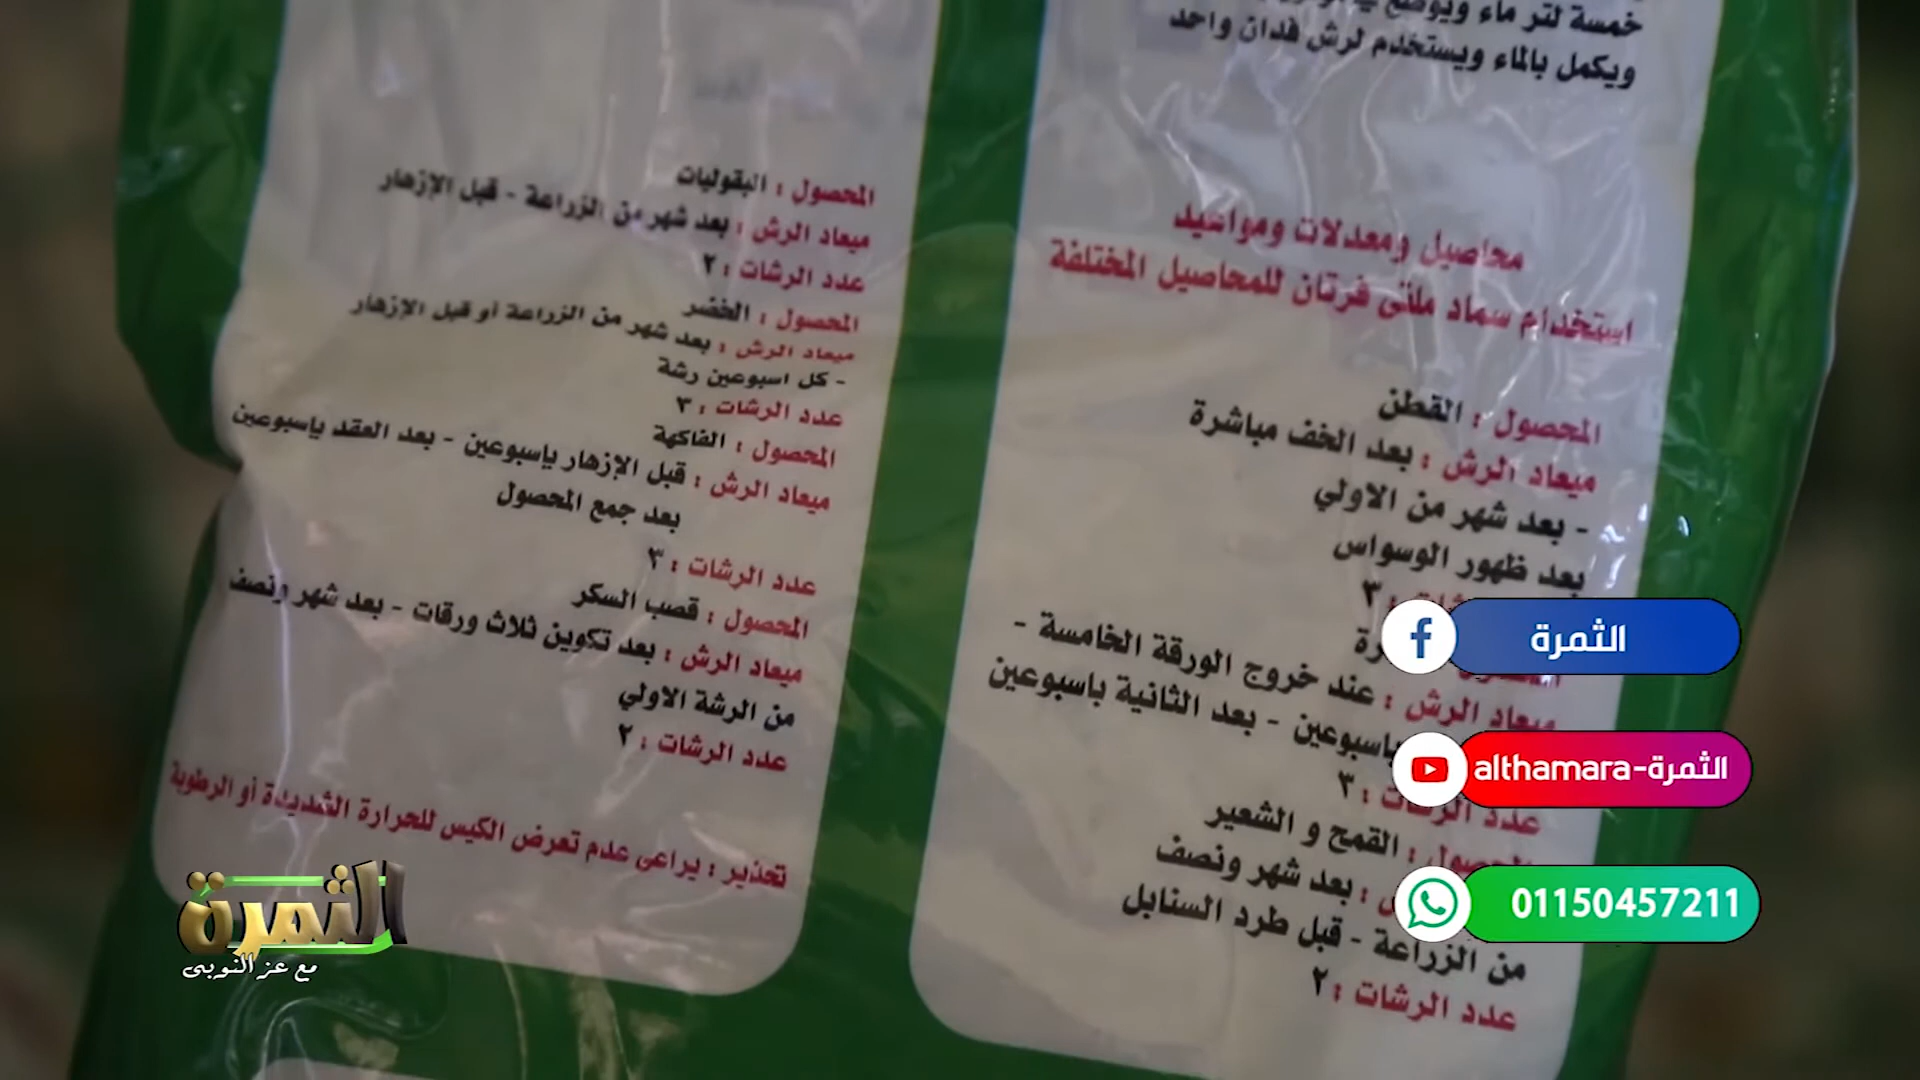 خمسة لتر ماء ويوضع
ويكمل بالماء ويستخدم لرش فدان واحد
محاصيل ومعدلات ومواعيد
استخدام سماد ملتى فرتان للمحاصيل المختلفة
المحصول : القطن
ميعاد الرش : بعد الخف مباشرة
- بعد شهر من الاولي
بعد ظهور الوسواس
٣
ميعاد الرش : عند خروج الورقة الخامسة -
باسبوعين - بعد الثانية باسبوعين
عدد الرشات : ٣
المحصول : القمح و الشعير
: بعد شهر ونصف
من الزراعة - قبل طرد السنابل
عدد الرشات : ٢
المحصول : البقوليات
ميعاد الرش : بعد شهر من الزراعة - قبل الإزهار
عدد الرشات : ٢
المحصول : الخضر
ميعاد الرش : بعد شهر من الزراعة أو قبل الإزهار
- كل اسبوعين رشة
عدد الرشات : ٣
المحصول : الفاكهة
ميعاد الرش : قبل الإزهار بإسبوعين - بعد العقد بإسبوعين
بعد جمع المحصول
عدد الرشات : ٣
المحصول : قصب السكر
ميعاد الرش : بعد تكوين ثلاث ورقات - بعد شهر ونصف
من الرشة الاولي
عدد الرشات : ٢
تحذير : يراعى عدم تعرض الكيس للحرارة الشديدة أو الرطوبة
الثمرة
althamara-الثمرة
01150457211
الثمرة
مع عز النوبى